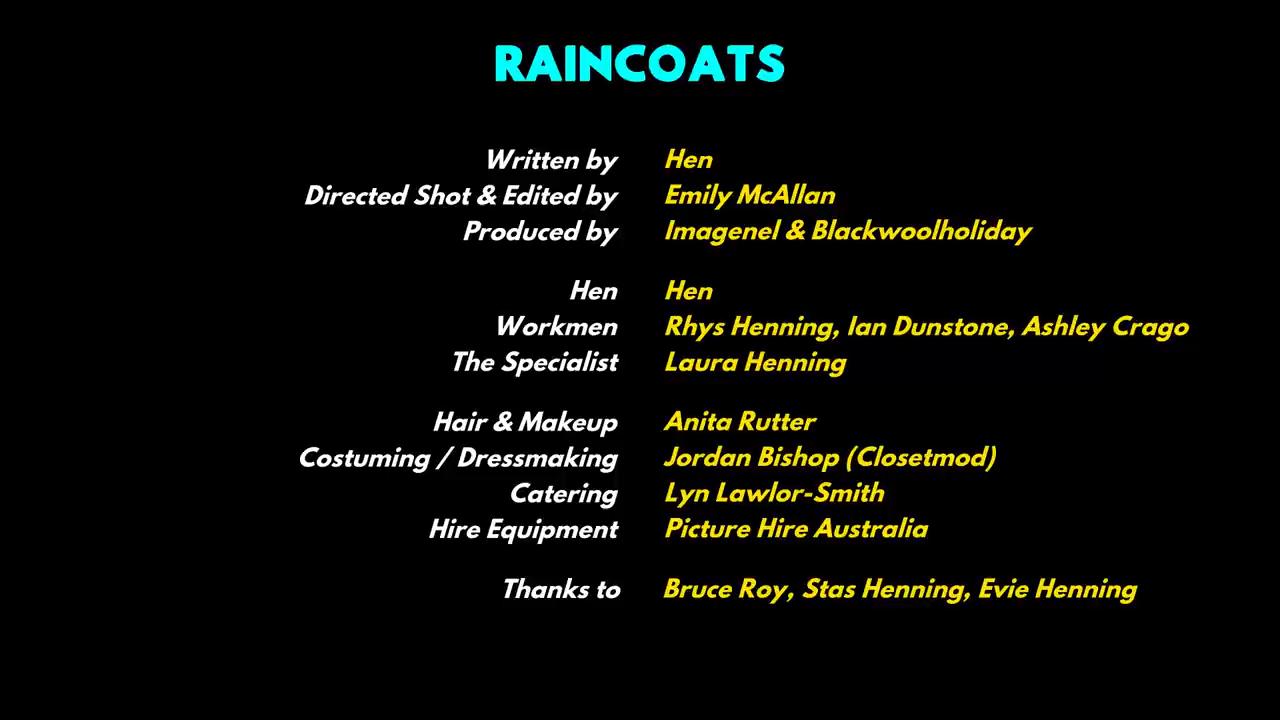 RAINCOATS
Written by Hen
Directed Shot & Edited by Emily McAllan
Produced by Imagenel & Blackwoolholiday
Hen Hen
Workmen Rhys Henning, Ian Dunstone, Ashley Crago
The Specialist Laura Henning
Hair & Makeup Anita Rutter
Costuming / Dressmaking Jordan Bishop (Closetmod)
Catering Lyn Lawlor-Smith
Hire Equipment Picture Hire Australia
Thanks to Bruce Roy, Stas Henning, Evie Henning